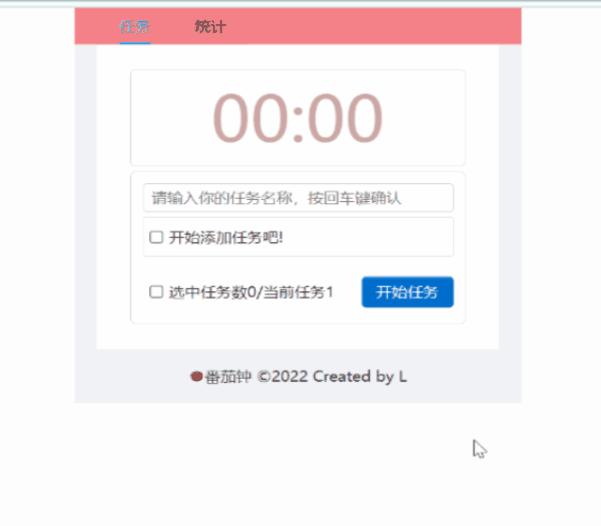 任务 统计
00:00
请输入你的任务名称，按回车键确认
开始添加任务吧!
选中任务数0/当前任务1 开始任务
番茄钟 ©2022 Created by L